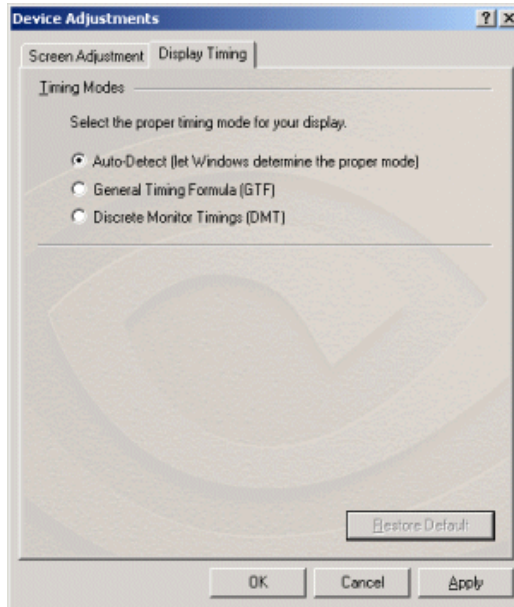 Device Adjustments
Screen Adjustment Display Timing
Timing Modes
Select the proper timing mode for your display.
Auto-Detect (let Windows determine the proper mode)
General Timing Formula (GTF)
Discrete Monitor Timings (DMT)
Restore Default
OK Cancel Apply